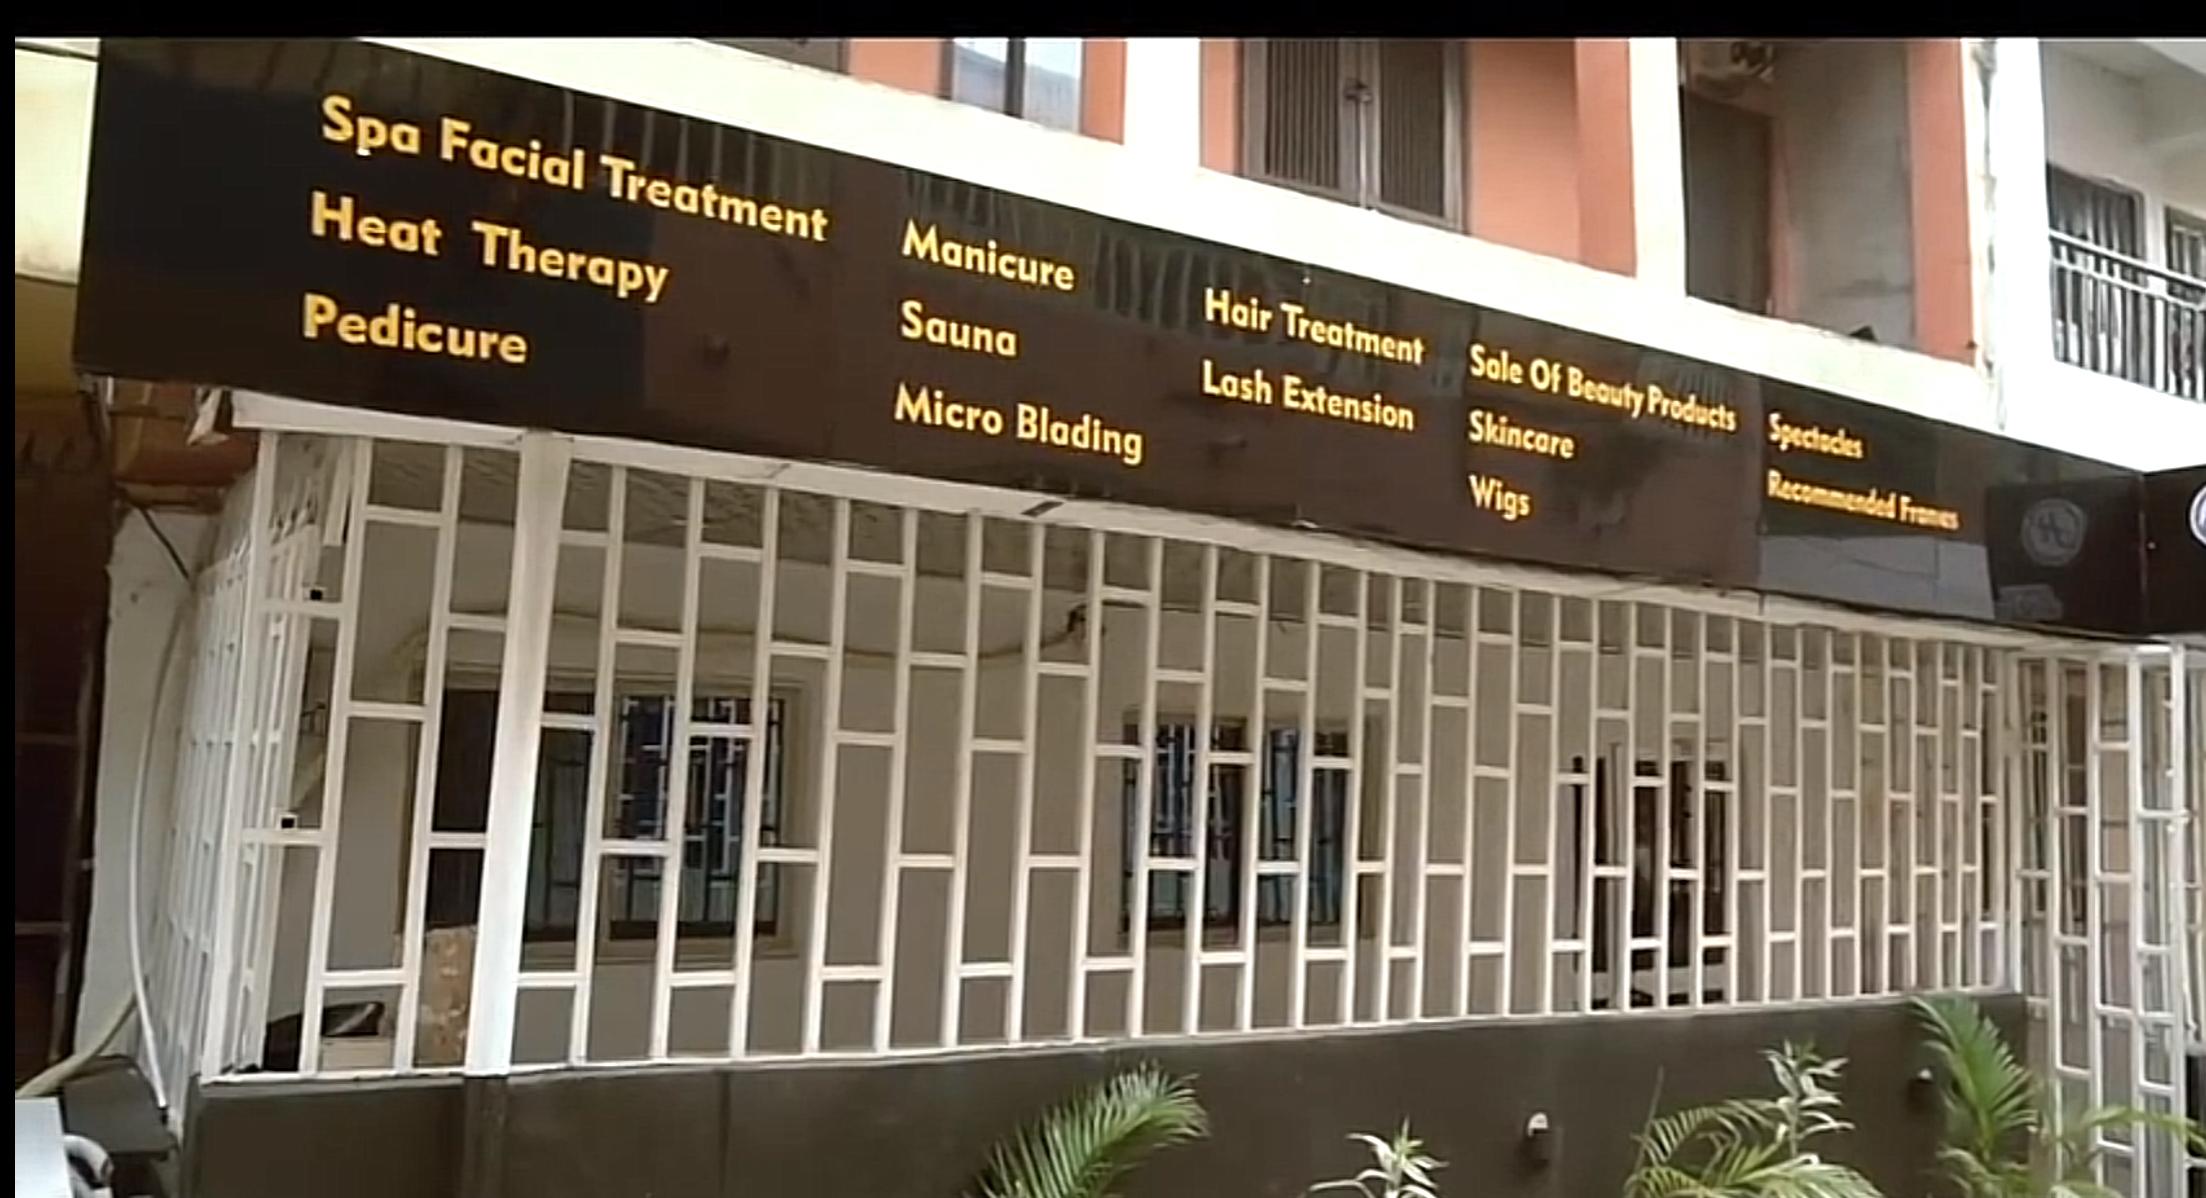 Spa Facial Treatment
Heat Therapy
Pedicure
Manicure
Sauna
Micro Blading
Hair Treatment
Lash Extension
Sale Of Beauty Products
Skincare
Wigs
Spectacles
Recommended Frames